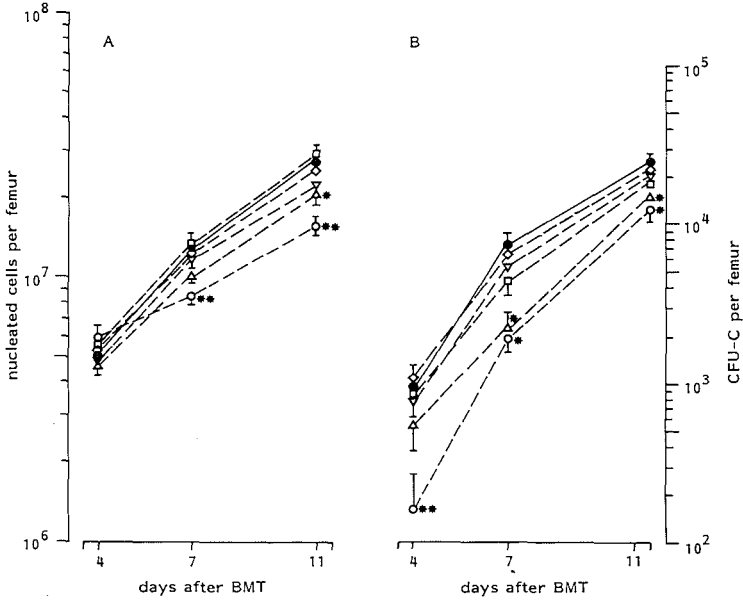 A
B
nucleated cells per femur
10^8
10^7
10^6
4 7 11
days after BMT
**
*
**
CFU-C per femur
10^5
10^4
10^3
10^2
4 7 11
days after BMT
**
*
*
*
*